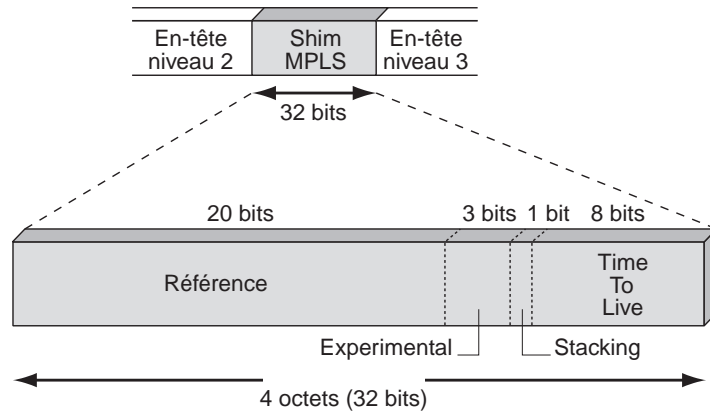 En-tête
niveau 2
Shim
MPLS
En-tête
niveau 3
32 bits
20 bits
3 bits
1 bit
8 bits
Référence
Time
To
Live
Experimental
Stacking
4 octets (32 bits)